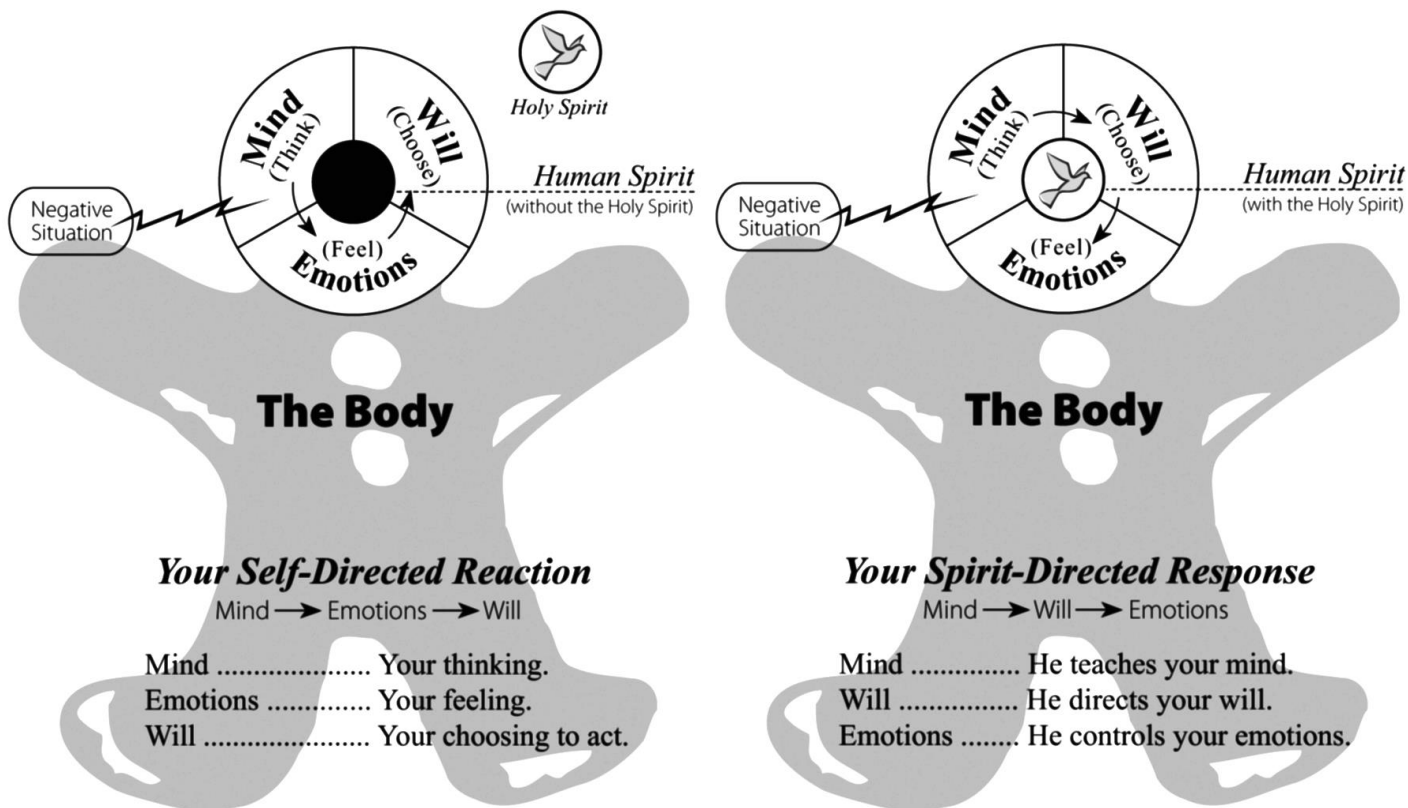 Holy Spirit
Mind
(Think)
Will
(Choose)
(Feel)
Emotions
Negative
Situation
Human Spirit
(without the Holy Spirit)
The Body
Your Self-Directed Reaction
Mind → Emotions → Will
Mind ..................... Your thinking.
Emotions .............. Your feeling.
Will ...................... Your choosing to act.
Mind
(Think)
Will
(Choose)
(Feel)
Emotions
Negative
Situation
Human Spirit
(with the Holy Spirit)
The Body
Your Spirit-Directed Response
Mind → Will → Emotions
Mind .............. He teaches your mind.
Will ................ He directs your will.
Emotions ........ He controls your emotions.